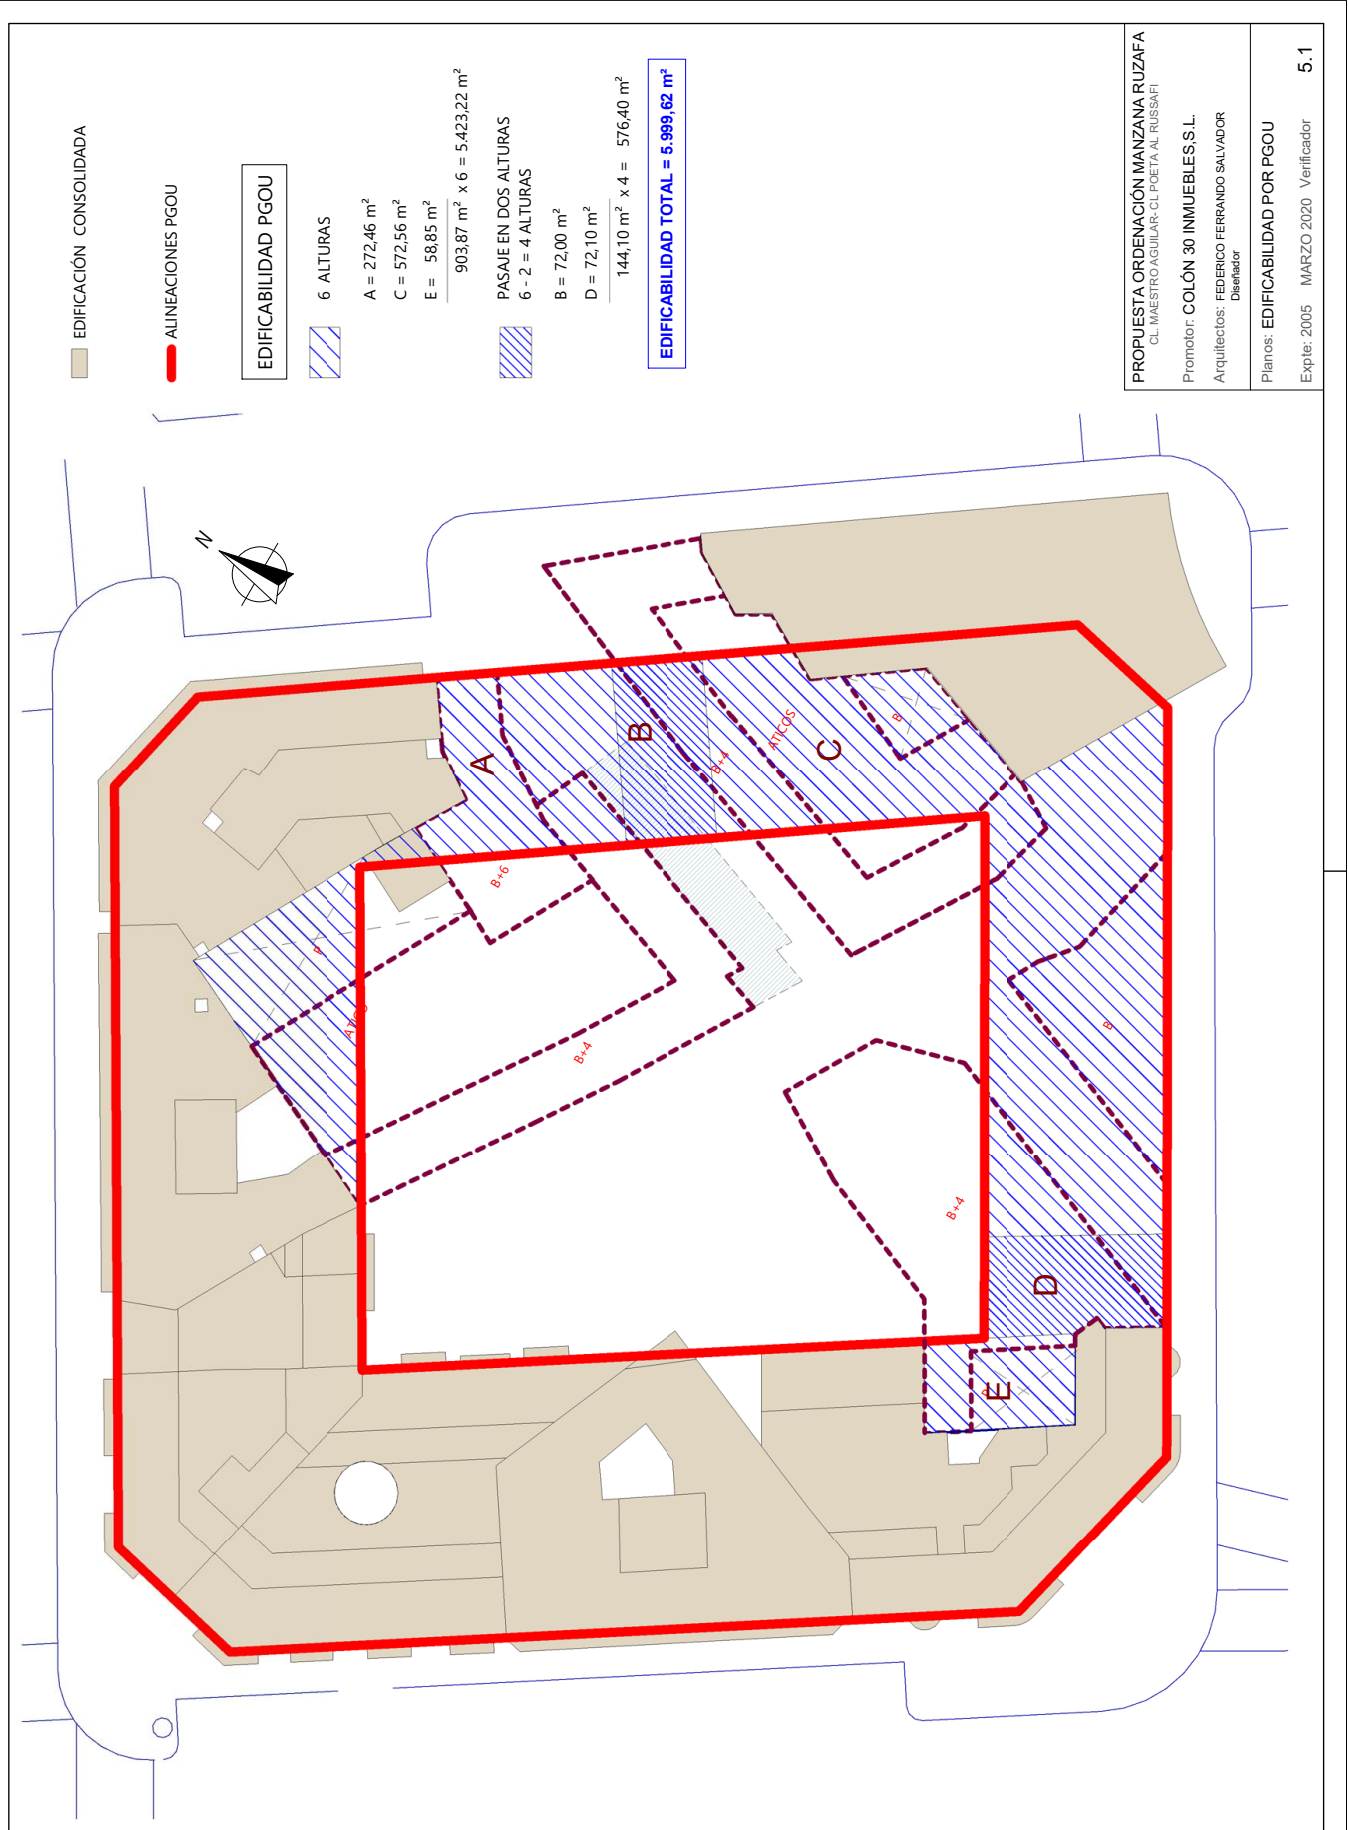 EDIFICACIÓN CONSOLIDADA
ALINEACIONES PGOU
EDIFICABILIDAD PGOU
6 ALTURAS
A = 272,46 m²
C = 572,56 m²
E = 58,85 m²
903,87 m² x 6 = 5.423,22 m²
PASAJE EN DOS ALTURAS
6 - 2 = 4 ALTURAS
B = 72,00 m²
D = 72,10 m²
144,10 m² x 4 = 576,40 m²
EDIFICABILIDAD TOTAL = 5.999,62 m²
PROPUESTA ORDENACIÓN MANZANA RUZAFA
CL. MAESTRO AGUILAR- CL POETA AL RUSSAFI
Promotor: COLÓN 30 INMUEBLES,S.L.
Arquitectos: FEDERICO FERRANDO SALVADOR
Diseñador
Planos: EDIFICABILIDAD POR PGOU
Expte: 2005 MARZO 2020 Verificador 5.1
N
A
B
C
D
E
ATICOS
B+4
B
B+6
ATICO
B+4
B
B+4